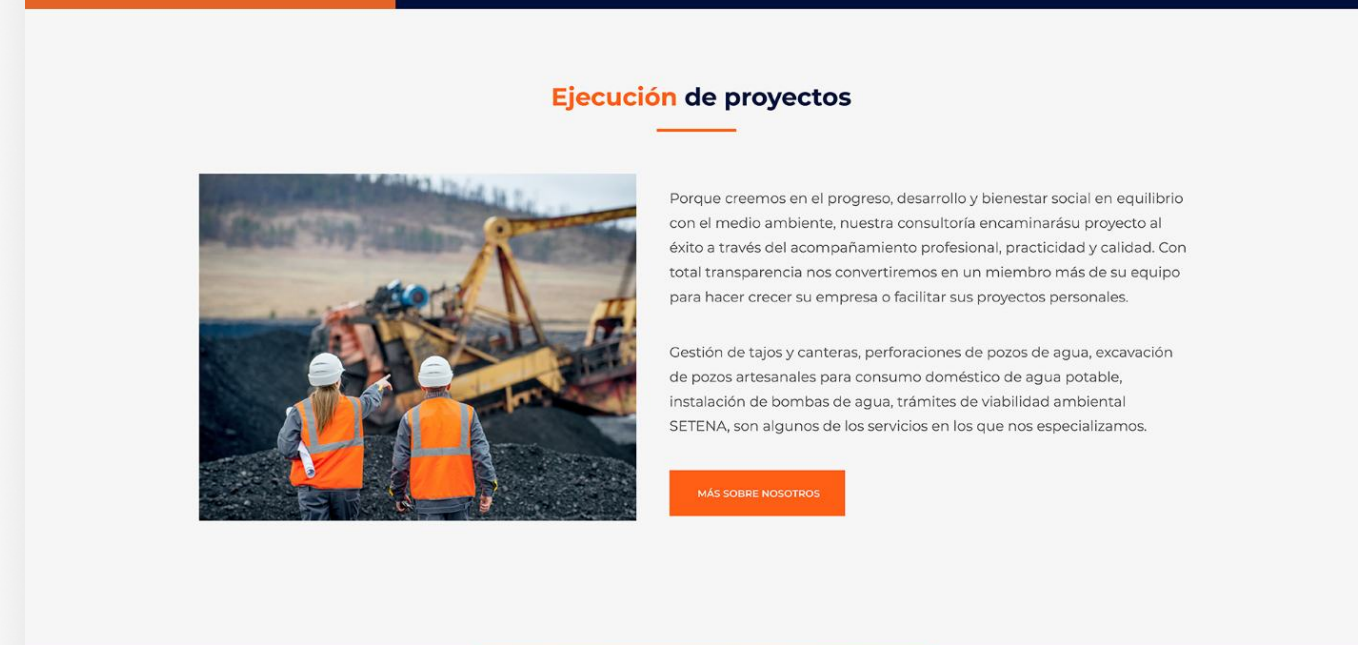 Ejecución de proyectos
Porque creemos en el progreso, desarrollo y bienestar social en equilibrio
con el medio ambiente, nuestra consultoría encaminarásu proyecto al
éxito a través del acompañamiento profesional, practicidad y calidad. Con
total transparencia nos convertiremos en un miembro más de su equipo
para hacer crecer su empresa o facilitar sus proyectos personales.
Gestión de tajos y canteras, perforaciones de pozos de agua, excavación
de pozos artesanales para consumo doméstico de agua potable,
instalación de bombas de agua, trámites de viabilidad ambiental
SETENA, son algunos de los servicios en los que nos especializamos.
MÁS SOBRE NOSOTROS